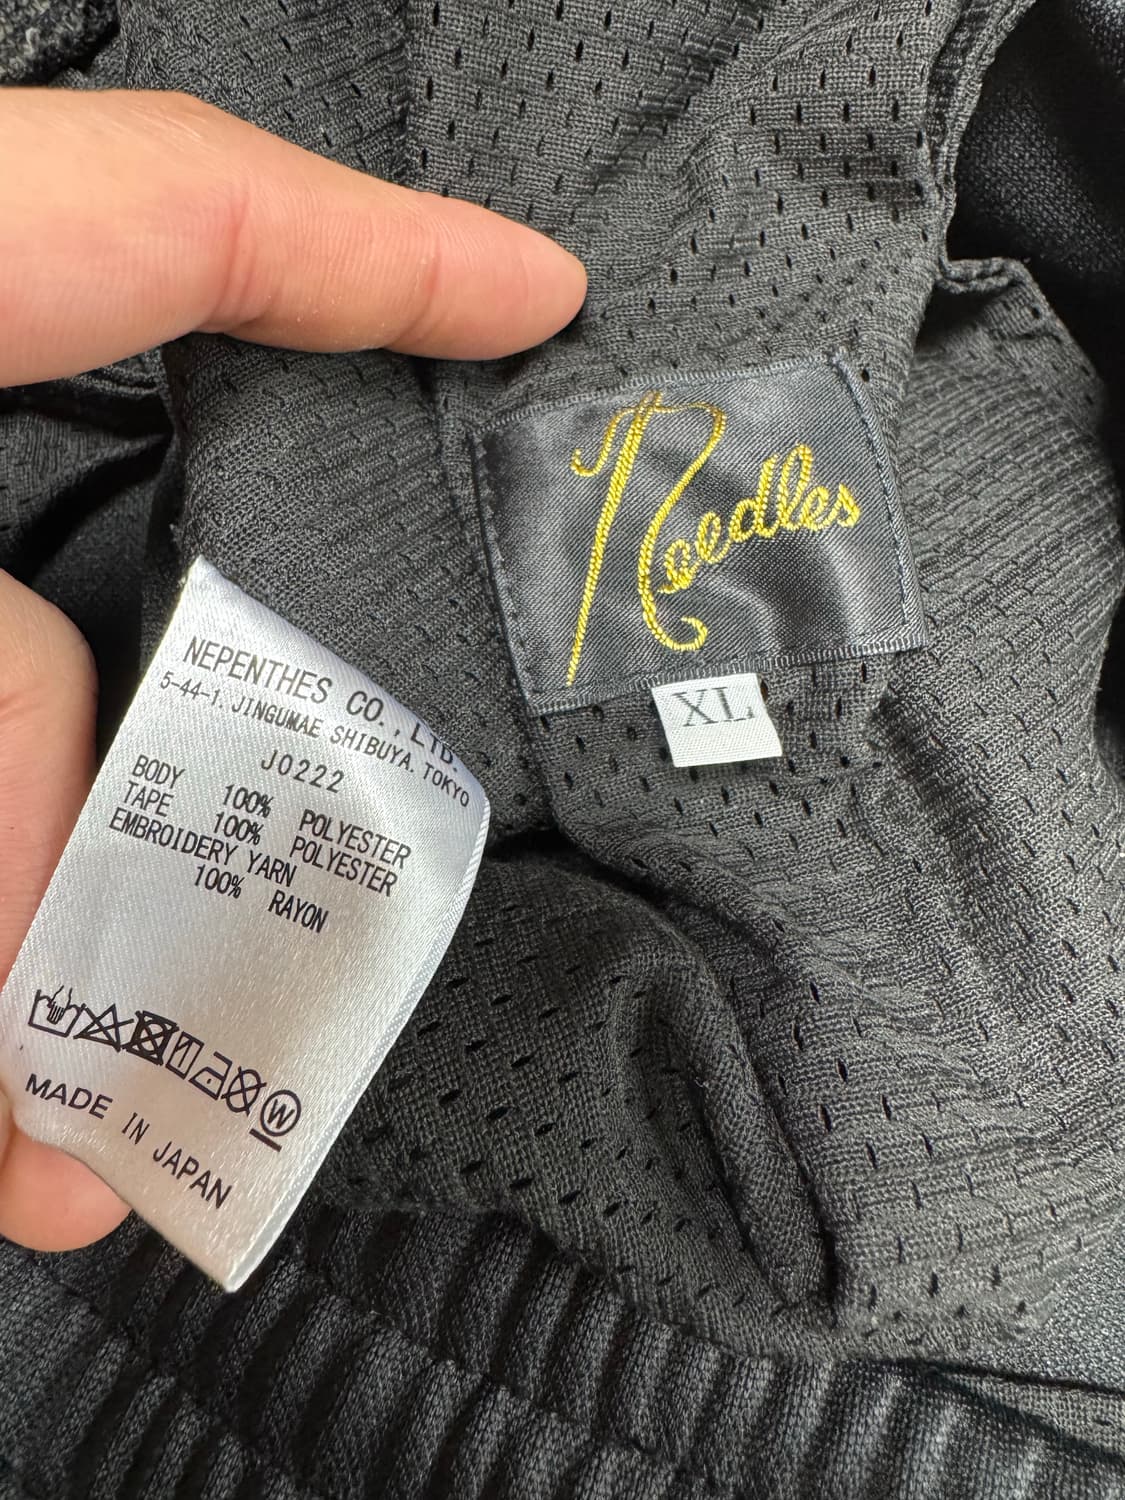 Needles
XL
NEPENTHES CO.,LTD.
5-44-1. JINGUMAE SHIBUYA. TOKYO
J0222
BODY 100% POLYESTER
TAPE 100% POLYESTER
EMBROIDERY YARN
100% RAYON
W
MADE IN JAPAN